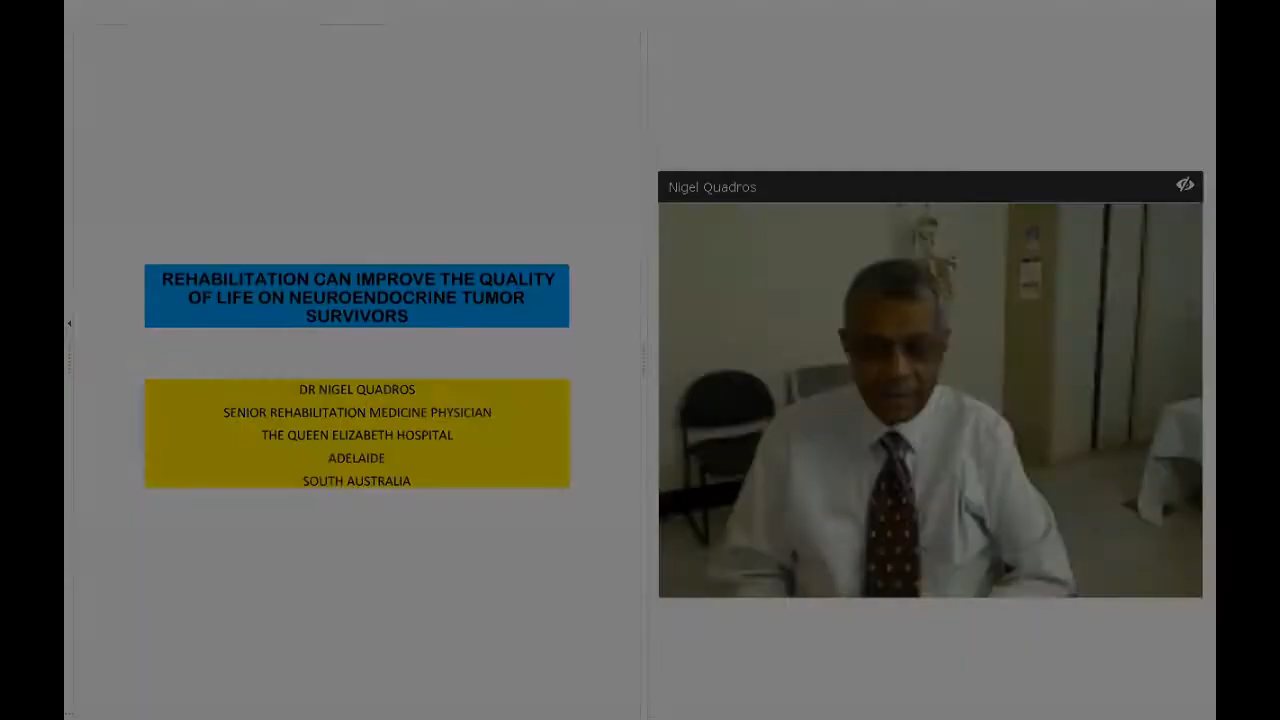 REHABILITATION CAN IMPROVE THE QUALITY
OF LIFE ON NEUROENDOCRINE TUMOR
SURVIVORS
DR NIGEL QUADROS
SENIOR REHABILITATION MEDICINE PHYSICIAN
THE QUEEN ELIZABETH HOSPITAL
ADELAIDE
SOUTH AUSTRALIA
Nigel Quadros